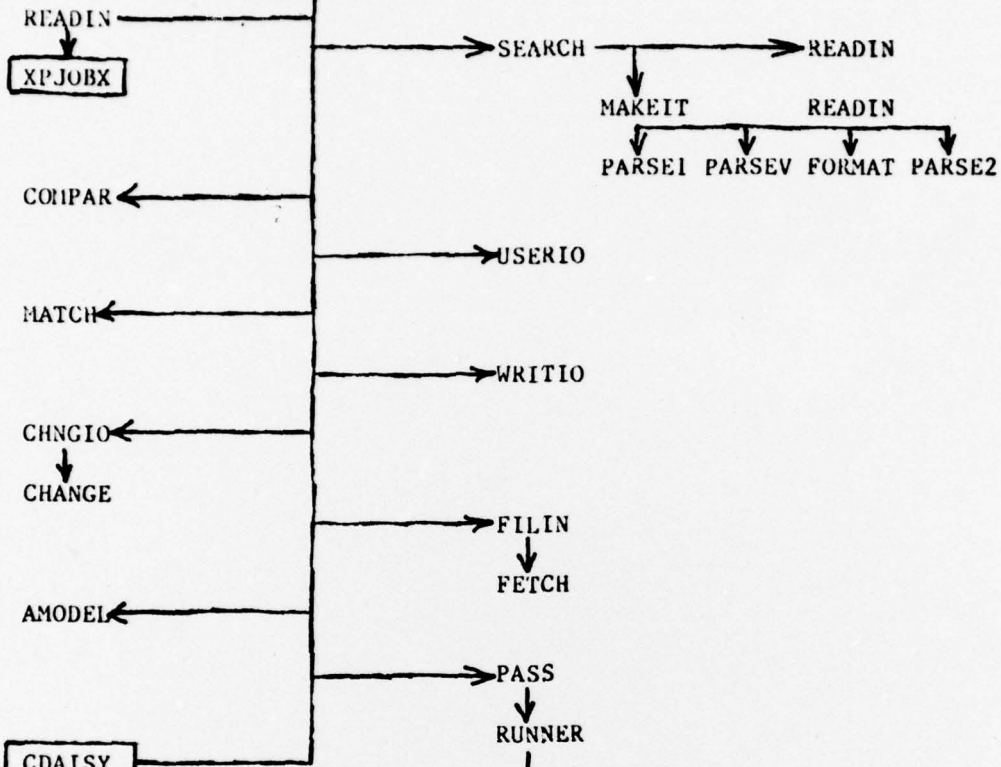 READIN
SEARCH READIN
XPJOBX
MAKEIT READIN
PARSE1 PARSEV FORMAT PARSE2
COMPAR
USERIO
MATCH
WRITIO
CHNGIO
CHANGE
FILIN
FETCH
AMODEL
PASS
RUNNER
CDAISY